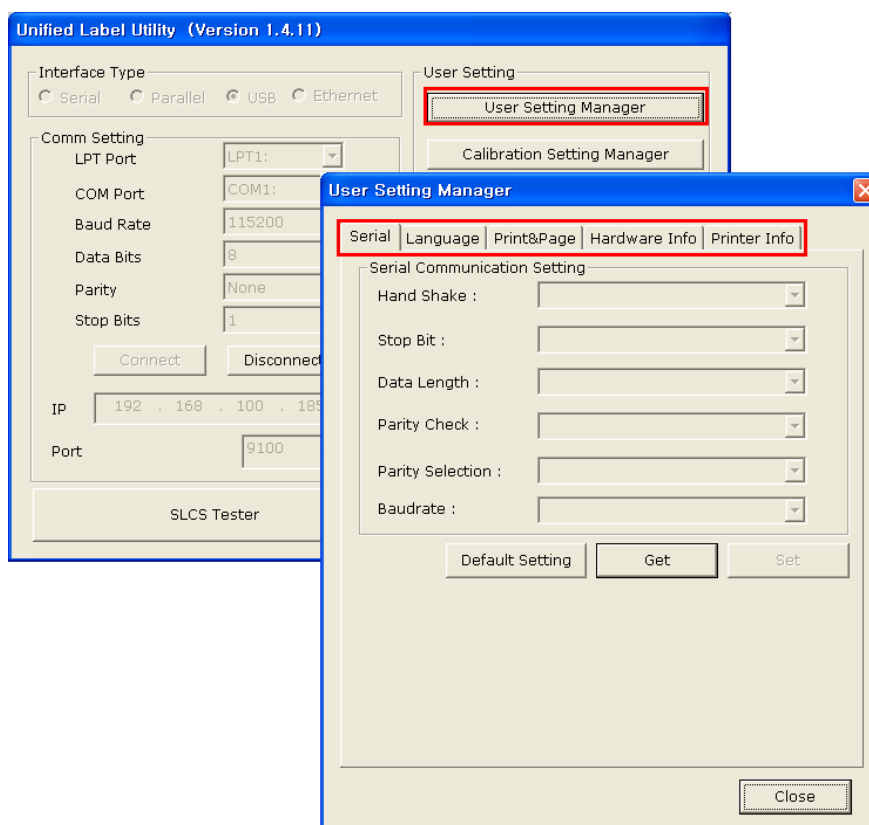 Unified Label Utility (Version 1.4.11)
Interface Type
Serial Parallel USB Ethernet
User Setting
User Setting Manager
Calibration Setting Manager
Comm Setting
LPT Port LPT1:
COM Port COM1:
Baud Rate 115200
Data Bits 8
Parity None
Stop Bits 1
Connect Disconnect
IP 192 . 168 . 100 . 185
Port 9100
SLCS Tester
User Setting Manager
Serial Language Print&Page Hardware Info Printer Info
Serial Communication Setting
Hand Shake :
Stop Bit :
Data Length :
Parity Check :
Parity Selection :
Baudrate :
Default Setting Get Set
Close